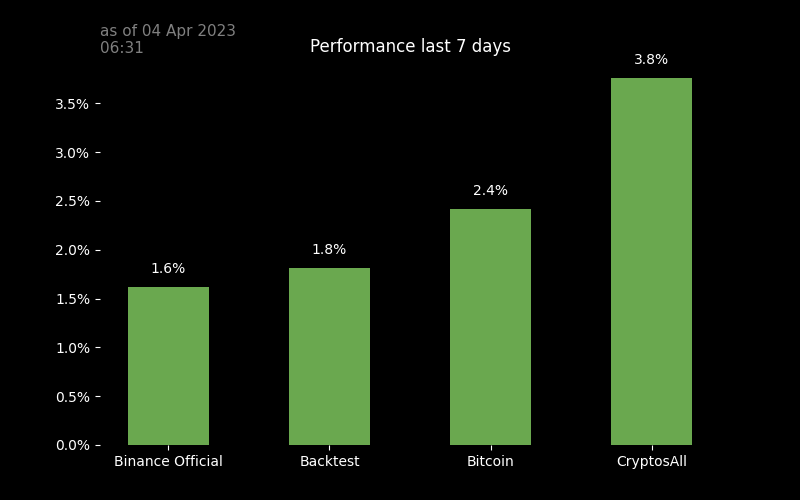 as of 04 Apr 2023
06:31
Performance last 7 days
3.8%
3.5%
3.0%
2.5%
2.4%
2.0%
1.8%
1.6%
1.5%
1.0%
0.5%
0.0%
Binance Official
Backtest
Bitcoin
CryptosAll